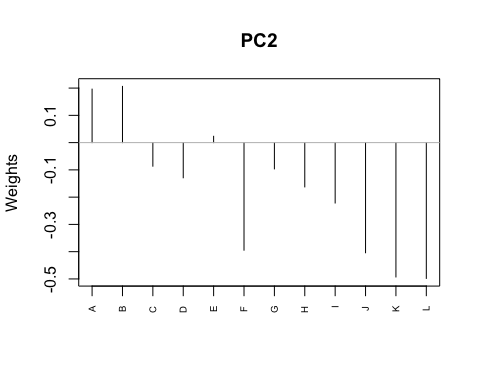 PC2
Weights
0.1
-0.1
-0.3
-0.5
A B C D E F G H I J K L